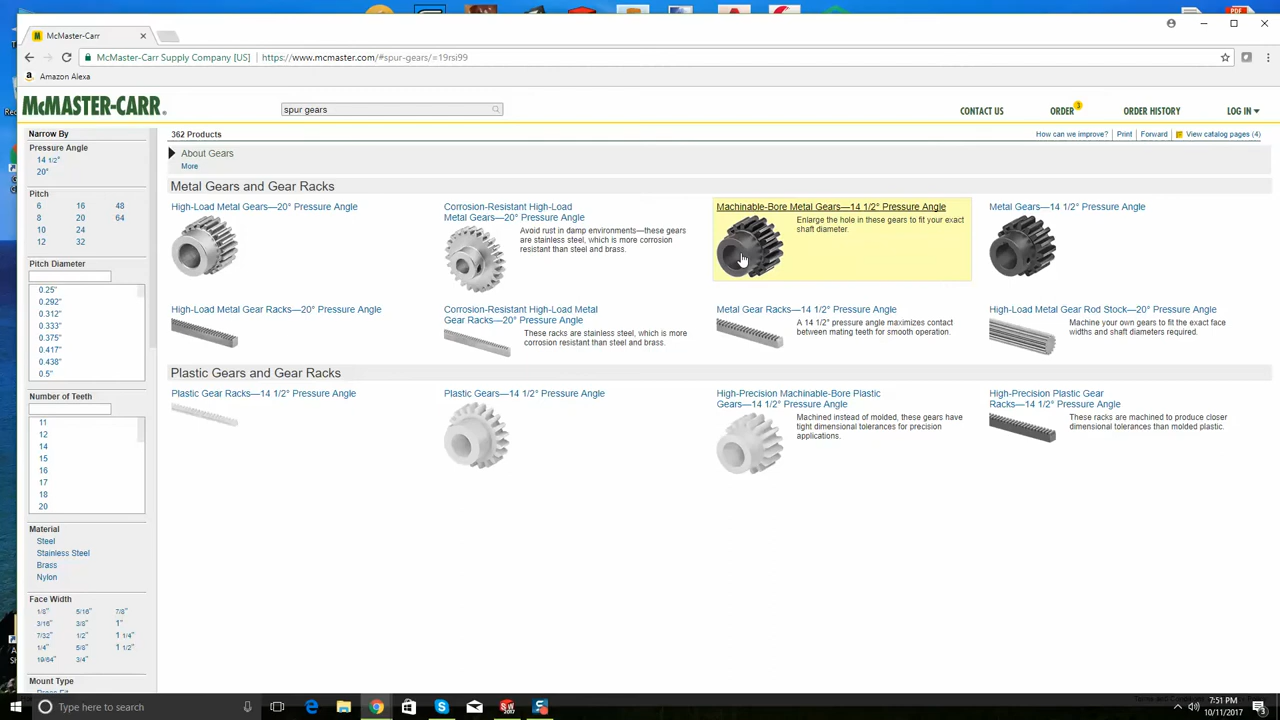 McMaster-Carr
McMaster-Carr Supply Company [US]
https://www.mcmaster.com/#spur-gears/=19rsi99
Amazon Alexa
McMASTER-CARR.
spur gears
CONTACT US
ORDER
3
ORDER HISTORY
LOG IN
Narrow By
362 Products
How can we improve?
Print
Forward
View catalog pages (4)
Pressure Angle
14 1/2°
20°
Pitch
6 16 48
8 20 64
10 24
12 32
Pitch Diameter
0.25"
0.292"
0.312"
0.333"
0.375"
0.417"
0.438"
0.5"
Number of Teeth
11
12
14
15
16
17
18
20
Material
Steel
Stainless Steel
Brass
Nylon
Face Width
1/8" 5/16" 7/8"
3/16" 3/8" 1"
7/32" 1/2" 1 1/4"
1/4" 5/8" 1 1/2"
19/64" 3/4"
Mount Type
About Gears
More
Metal Gears and Gear Racks
High-Load Metal Gears—20° Pressure Angle
Corrosion-Resistant High-Load
Metal Gears—20° Pressure Angle
Avoid rust in damp environments—these gears
are stainless steel, which is more corrosion
resistant than steel and brass.
Machinable-Bore Metal Gears—14 1/2° Pressure Angle
Enlarge the hole in these gears to fit your exact
shaft diameter.
Metal Gears—14 1/2° Pressure Angle
High-Load Metal Gear Racks—20° Pressure Angle
Corrosion-Resistant High-Load Metal
Gear Racks—20° Pressure Angle
These racks are stainless steel, which is more
corrosion resistant than steel and brass.
Metal Gear Racks—14 1/2° Pressure Angle
A 14 1/2° pressure angle maximizes contact
between mating teeth for smooth operation.
High-Load Metal Gear Rod Stock—20° Pressure Angle
Machine your own gears to fit the exact face
widths and shaft diameters required.
Plastic Gears and Gear Racks
Plastic Gear Racks—14 1/2° Pressure Angle
Plastic Gears—14 1/2° Pressure Angle
High-Precision Machinable-Bore Plastic
Gears—14 1/2° Pressure Angle
Machined instead of molded, these gears have
tight dimensional tolerances for precision
applications.
High-Precision Plastic Gear
Racks—14 1/2° Pressure Angle
These racks are machined to produce closer
dimensional tolerances than molded plastic.
Type here to search
7:51 PM
10/11/2017
3